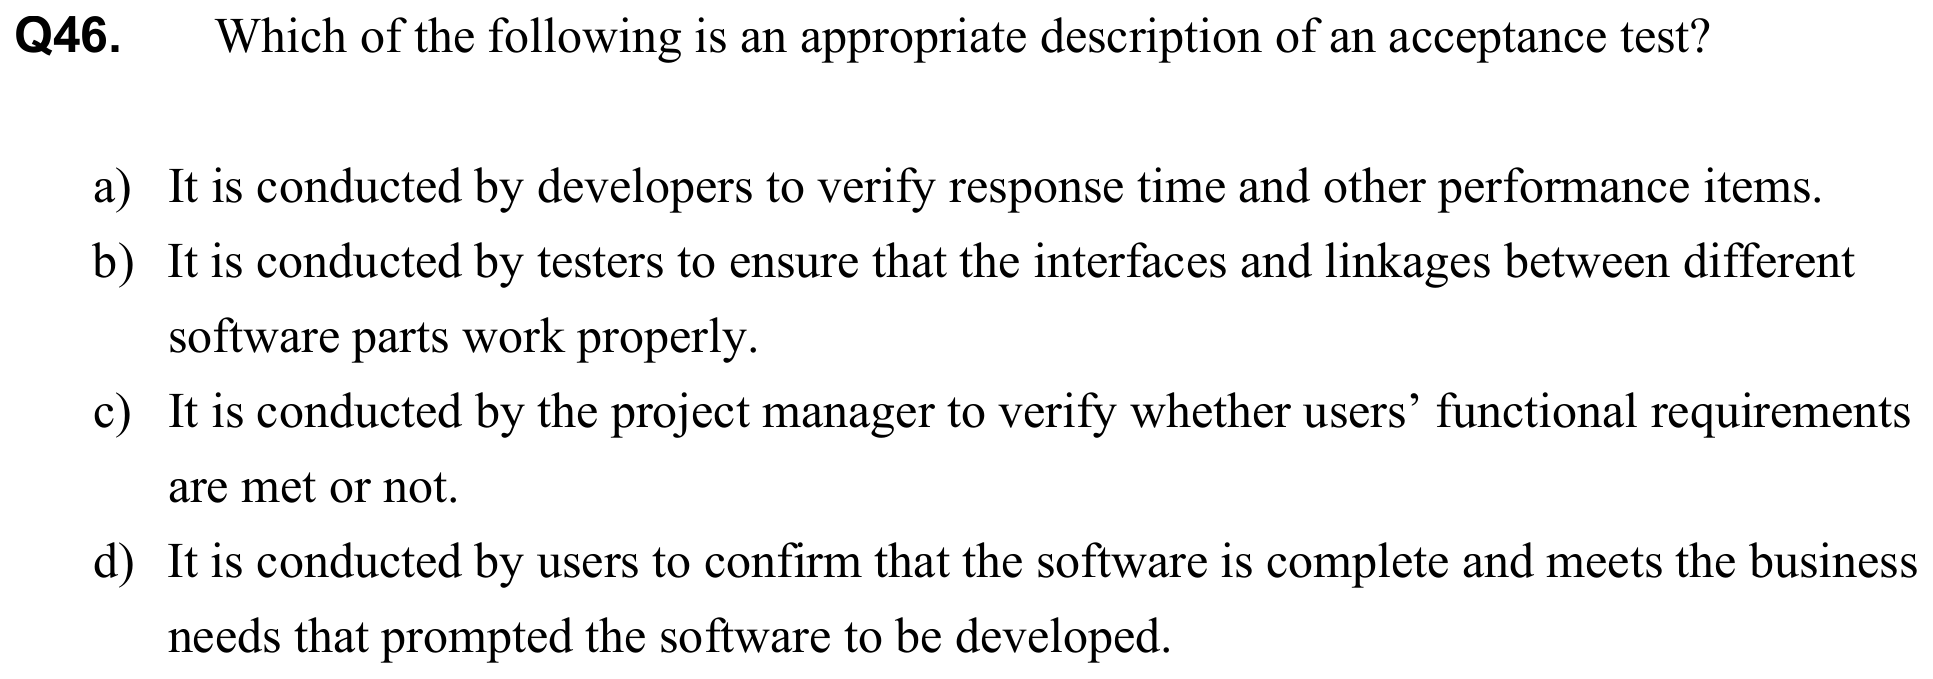 Q46. Which of the following is an appropriate description of an acceptance test?
a) It is conducted by developers to verify response time and other performance items.
b) It is conducted by testers to ensure that the interfaces and linkages between different
software parts work properly.
c) It is conducted by the project manager to verify whether users’ functional requirements
are met or not.
d) It is conducted by users to confirm that the software is complete and meets the business
needs that prompted the software to be developed.